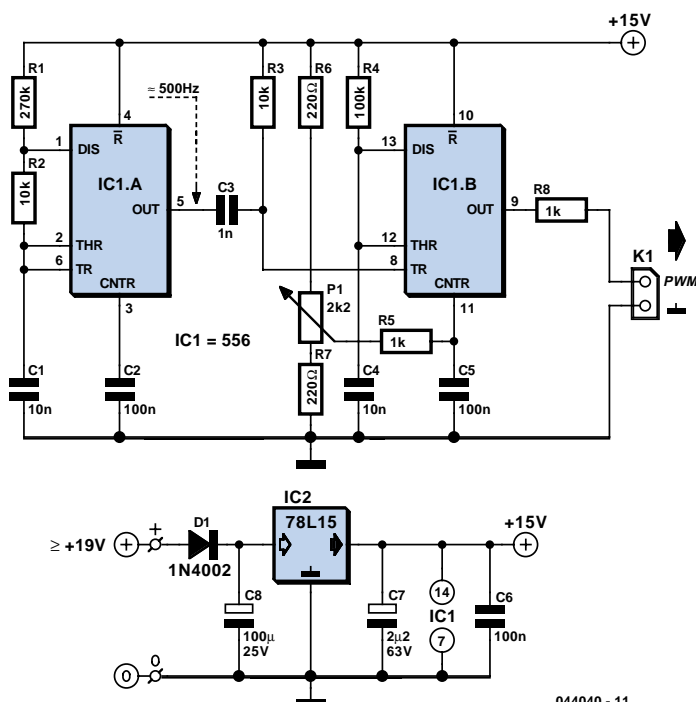 +15V
R1
270k
R2
10k
4
R
≈ 500Hz
1
DIS
IC1.A
OUT
5
2
THR
6
TR
CNTR
3
C3
1n
R3
10k
R6
220Ω
R4
100k
10
R
13
DIS
IC1.B
OUT
9
12
THR
8
TR
CNTR
11
R8
1k
K1
PWM
P1
2k2
R5
1k
IC1 = 556
R7
220Ω
C1
10n
C2
100n
C4
10n
C5
100n
IC2
78L15
≥ +19V
+
D1
1N4002
+15V
C8
100µ
25V
C7
2µ2
63V
14
IC1
7
C6
100n
0
0
044040 - 11